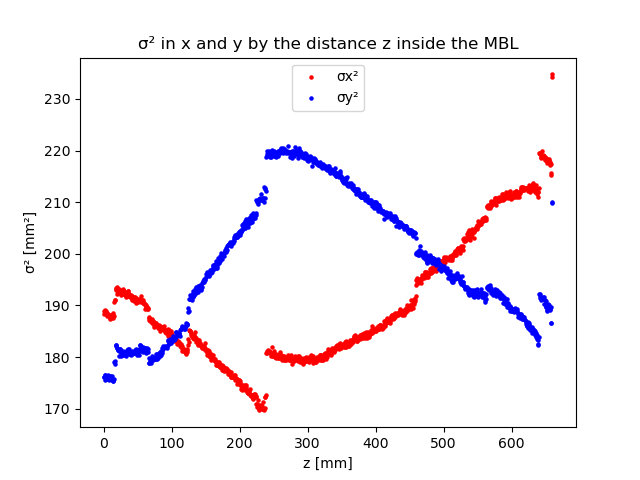 σ² in x and y by the distance z inside the MBL
σx²
σy²
σ² [mm²]
230
220
210
200
190
180
170
0 100 200 300 400 500 600
z [mm]